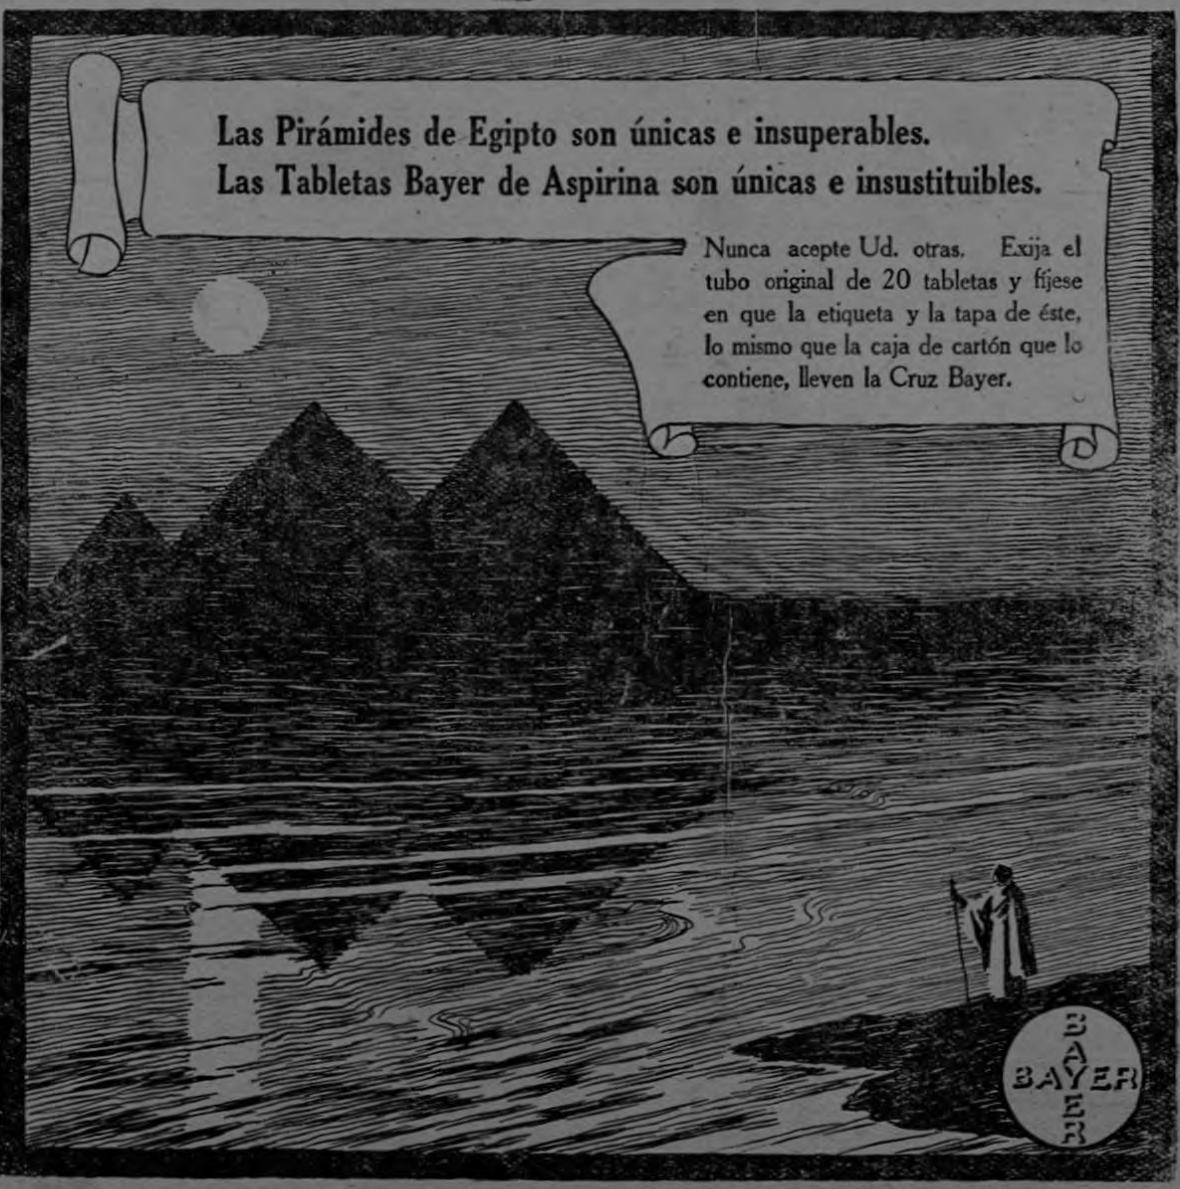 Las Pirámides de Egipto son únicas e insuperables.
Las Tabletas Bayer de Aspirina son únicas e insustituibles.
Nunca acepte Ud. otras. Exija el
tubo original de 20 tabletas y fíjese
en que la etiqueta y la tapa de éste,
lo mismo que la caja de cartón que lo
contiene, lleven la Cruz Bayer.
BAYER
BAYER